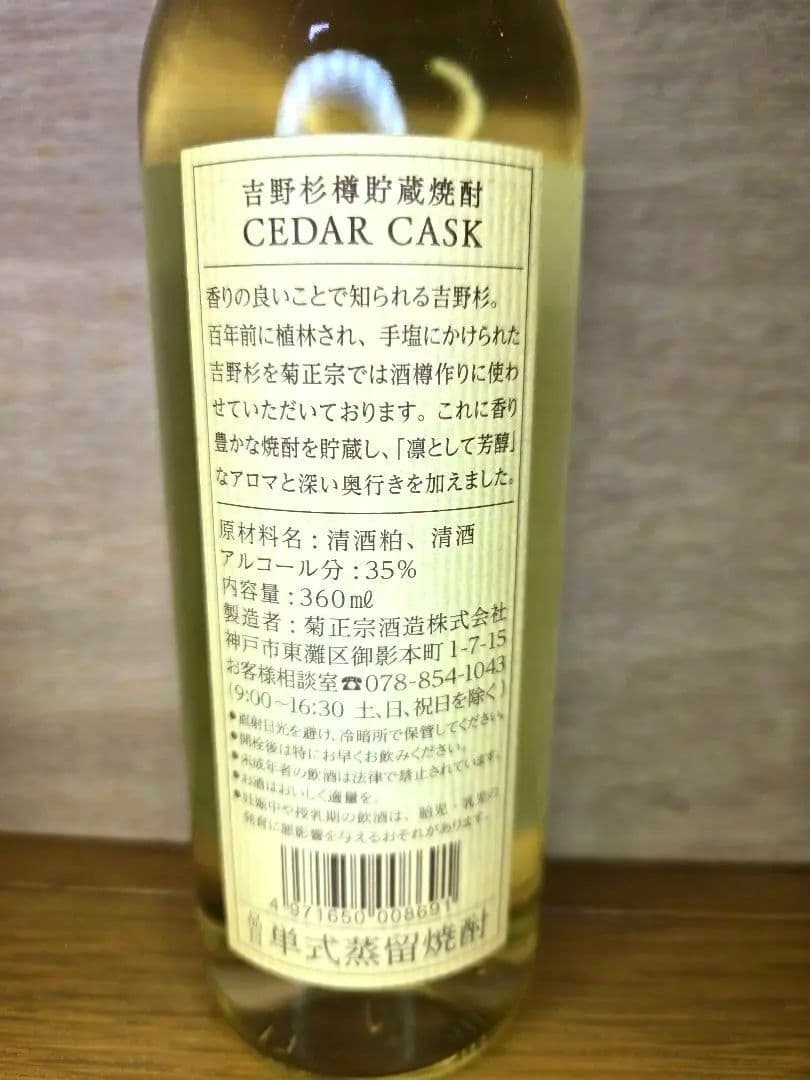 吉野杉樽貯蔵焼酎
CEDAR CASK
香りの良いことで知られる吉野杉。
百年前に植林され、手塩にかけられた
吉野杉を菊正宗では酒樽作りに使わ
せていただいております。これに香り
豊かな焼酎を貯蔵し、「凛として芳醇」
なアロマと深い奥行きを加えました。
原材料名:清酒粕、清酒
アルコール分:35%
内容量:360㎖
製造者:菊正宗酒造株式会社
神戸市東灘区御影本町1-7-15
お客様相談室☎078-854-1043
(9:00~16:30 土、日、祝日を除く)
●直射日光を避け、冷暗所で保管してください。
●開栓後は特にお早くお飲みください。
●未成年者の飲酒は法律で禁止されています。
●お酒はおいしく適量を。
●妊娠中や授乳期の飲酒は、胎児・乳児の
発育に悪影響を与えるおそれがあります。
4 971650 008691
単式蒸留焼酎